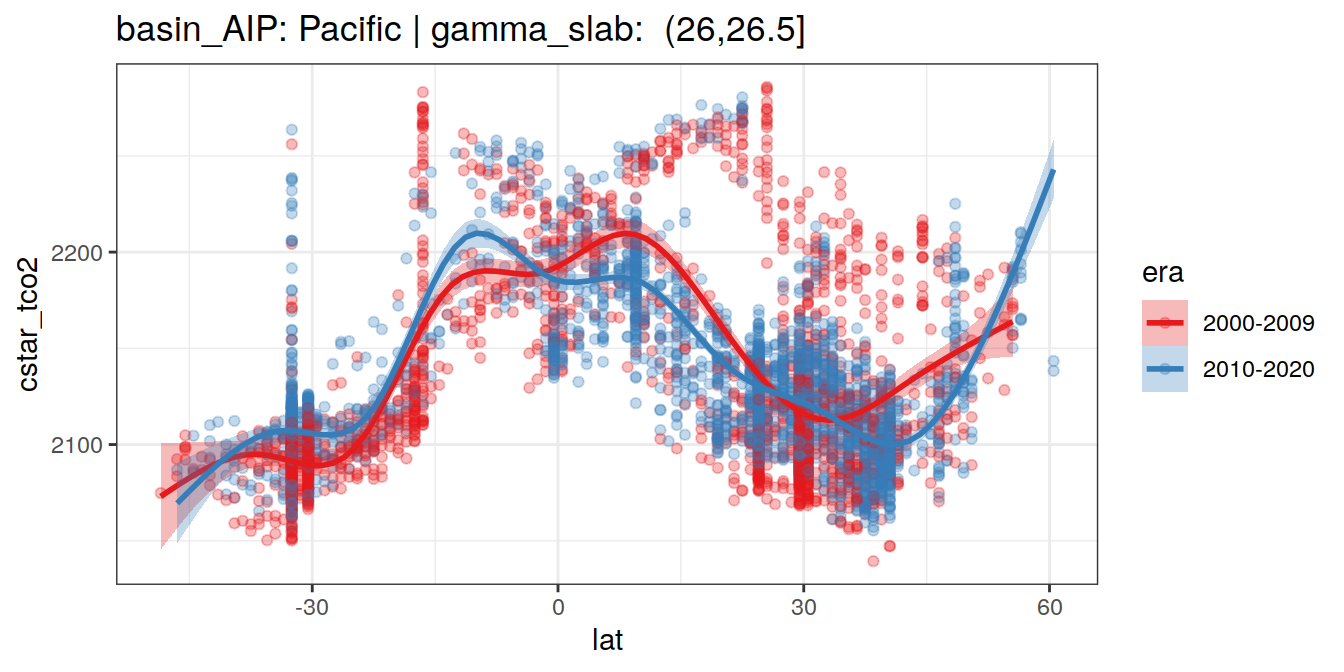 basin_AIP: Pacific | gamma_slab:  (26,26.5]
cstar_tco2
2200
2100
-30
0
30
60
lat
era
2000-2009
2010-2020